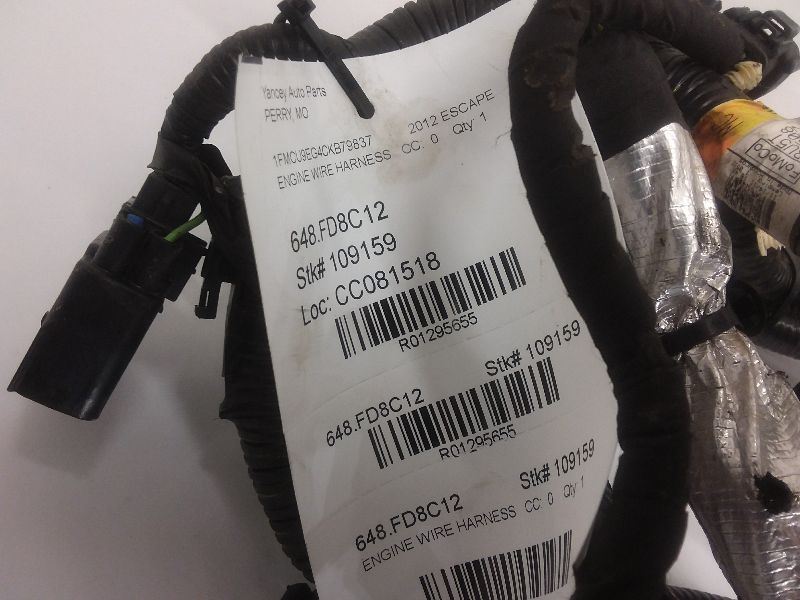 Yancey Auto Parts
PERRY, MO
1FMCU9EG4CKB79837 2012 ESCAPE
ENGINE WIRE HARNESS CC: 0 Qty 1
648.FD8C12
Stk# 109159
Loc: CC081518
R01295655
648.FD8C12 Stk# 109159
R01295655
648.FD8C12 Stk# 109159
ENGINE WIRE HARNESS CC: 0 Qty 1
FoMoCo